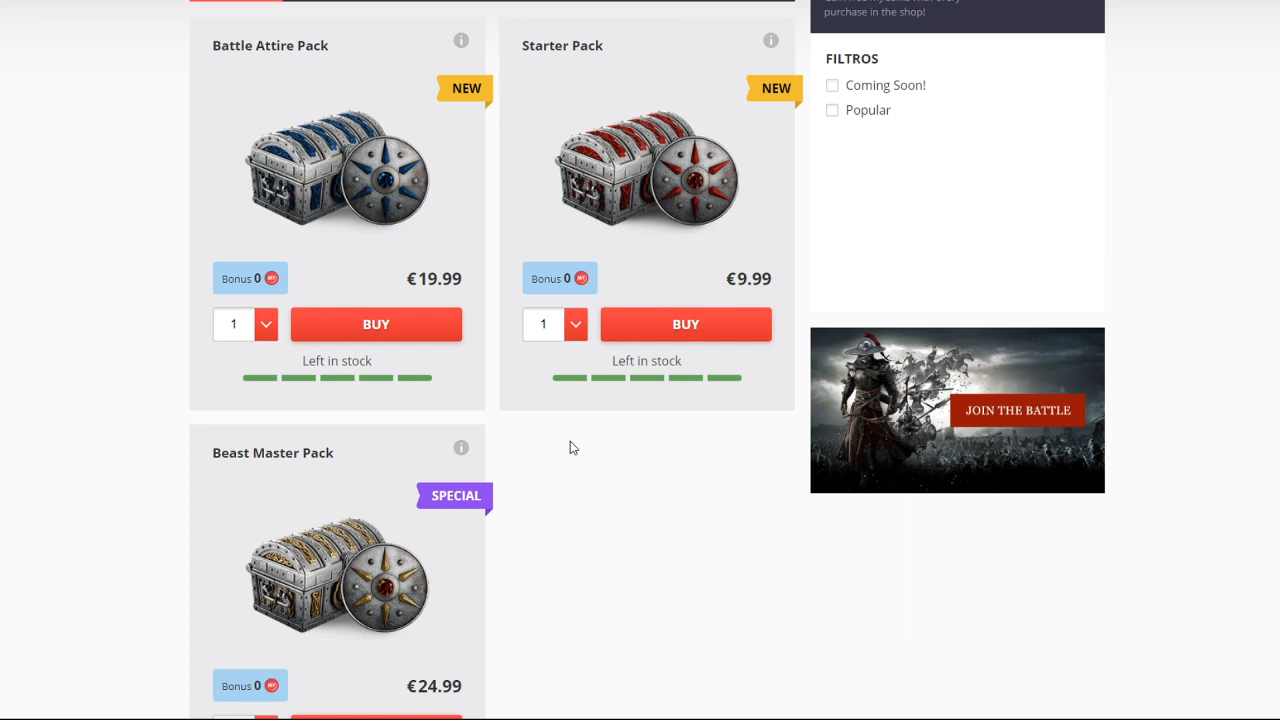 purchase in the shop!
Battle Attire Pack
NEW
Bonus 0
€19.99
1
BUY
Left in stock
Starter Pack
NEW
Bonus 0
€9.99
1
BUY
Left in stock
Beast Master Pack
SPECIAL
Bonus 0
€24.99
FILTROS
Coming Soon!
Popular
JOIN THE BATTLE